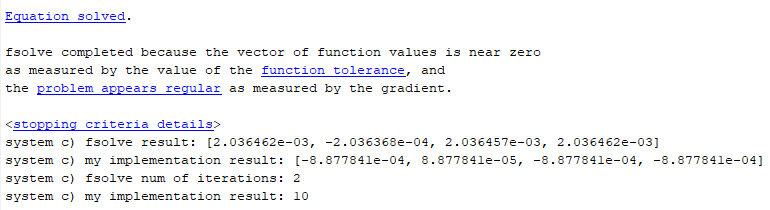 Equation solved.
fsolve completed because the vector of function values is near zero
as measured by the value of the function tolerance, and
the problem appears regular as measured by the gradient.
<stopping criteria details>
system c) fsolve result: [2.036462e-03, -2.036368e-04, 2.036457e-03, 2.036462e-03]
system c) my implementation result: [-8.877841e-04, 8.877841e-05, -8.877841e-04, -8.877841e-04]
system c) fsolve num of iterations: 2
system c) my implementation result: 10